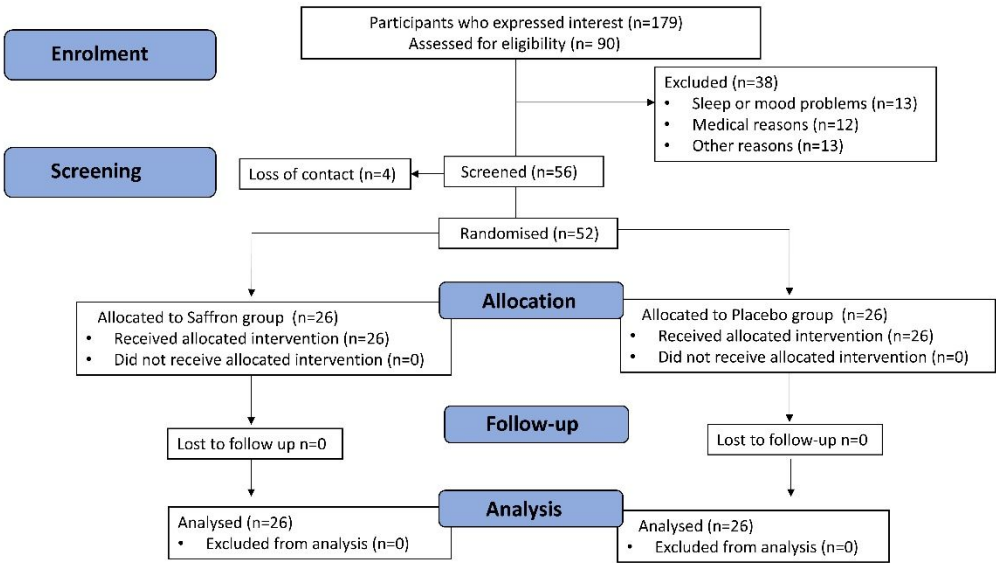 Participants who expressed interest (n=179)
Assessed for eligibility (n= 90)
Enrolment
Excluded (n=38)
• Sleep or mood problems (n=13)
• Medical reasons (n=12)
• Other reasons (n=13)
Screening
Loss of contact (n=4)
Screened (n=56)
Randomised (n=52)
Allocation
Allocated to Saffron group (n=26)
• Received allocated intervention (n=26)
• Did not receive allocated intervention (n=0)
Allocated to Placebo group (n=26)
• Received allocated intervention (n=26)
• Did not receive allocated intervention (n=0)
Follow-up
Lost to follow up n=0
Lost to follow-up n=0
Analysis
Analysed (n=26)
• Excluded from analysis (n=0)
Analysed (n=26)
• Excluded from analysis (n=0)